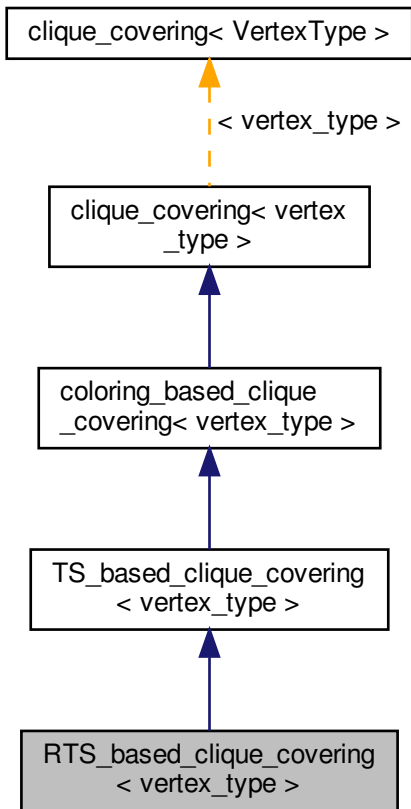 clique_covering< VertexType >
< vertex_type >
clique_covering< vertex
_type >
coloring_based_clique
_covering< vertex_type >
TS_based_clique_covering
< vertex_type >
RTS_based_clique_covering
< vertex_type >